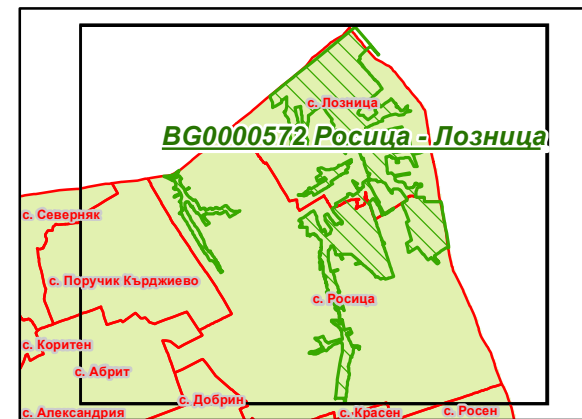 с. Лозница
BG0000572 Росица - Лозница
с. Северняк
с. Поручик Кърджиево
с. Росица
с. Коритен
с. Абрит
с. Добрин
с. Александрия
с. Красен
с. Росен